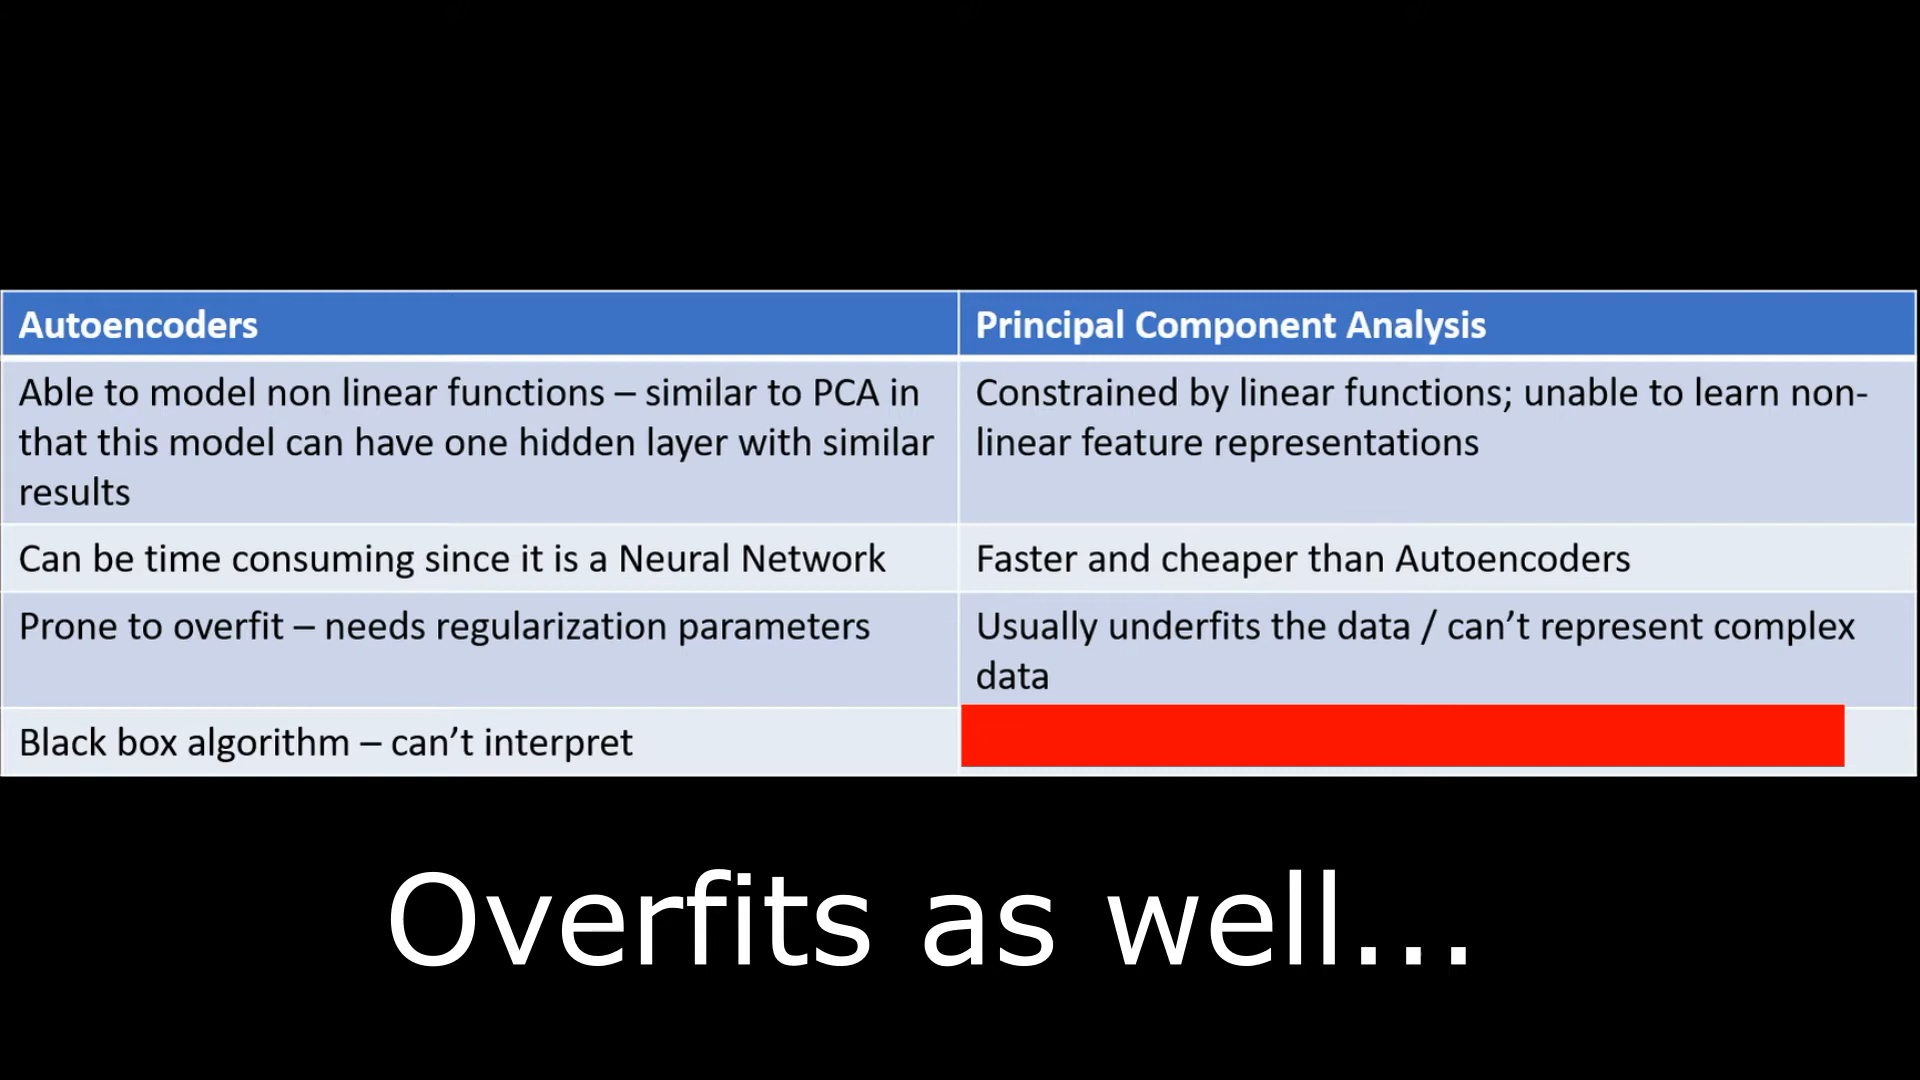 Autoencoders
Principal Component Analysis
Able to model non linear functions – similar to PCA in
that this model can have one hidden layer with similar
results
Constrained by linear functions; unable to learn non-
linear feature representations
Can be time consuming since it is a Neural Network
Faster and cheaper than Autoencoders
Prone to overfit – needs regularization parameters
Usually underfits the data / can’t represent complex
data
Black box algorithm – can’t interpret
Overfits as well...